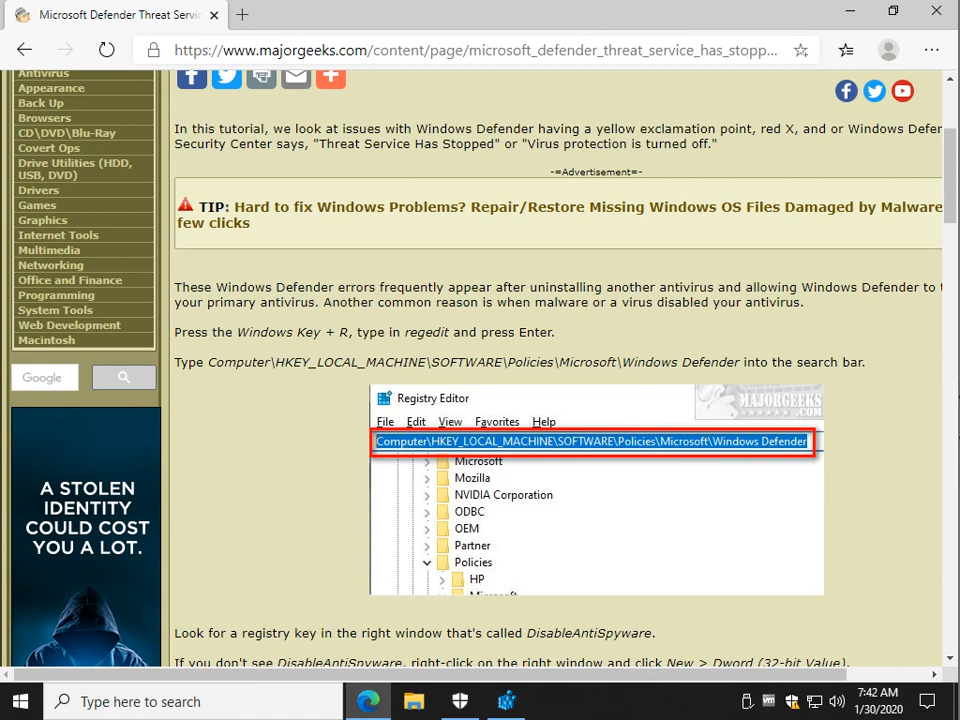 Microsoft Defender Threat Servic
https://www.majorgeeks.com/content/page/microsoft_defender_threat_service_has_stopp...
Antivirus
Appearance
Back Up
Browsers
CD\DVD\Blu-Ray
Covert Ops
Drive Utilities (HDD,
USB, DVD)
Drivers
Games
Graphics
Internet Tools
Multimedia
Networking
Office and Finance
Programming
System Tools
Web Development
Macintosh
Google
A STOLEN
IDENTITY
COULD COST
YOU A LOT.
In this tutorial, we look at issues with Windows Defender having a yellow exclamation point, red X, and or Windows Defer
Security Center says, "Threat Service Has Stopped" or "Virus protection is turned off."
-=Advertisement=-
TIP: Hard to fix Windows Problems? Repair/Restore Missing Windows OS Files Damaged by Malware
few clicks
These Windows Defender errors frequently appear after uninstalling another antivirus and allowing Windows Defender to
your primary antivirus. Another common reason is when malware or a virus disabled your antivirus.
Press the Windows Key + R, type in regedit and press Enter.
Type Computer\HKEY_LOCAL_MACHINE\SOFTWARE\Policies\Microsoft\Windows Defender into the search bar.
Registry Editor
MAJORGEEKS
.COM
File Edit View Favorites Help
Computer\HKEY_LOCAL_MACHINE\SOFTWARE\Policies\Microsoft\Windows Defender
Microsoft
Mozilla
NVIDIA Corporation
ODBC
OEM
Partner
Policies
HP
Microsoft
Look for a registry key in the right window that's called DisableAntiSpyware.
If you don't see DisableAntiSpyware, right-click on the right window and click New > Dword (32-bit Value).
Type here to search
7:42 AM
1/30/2020